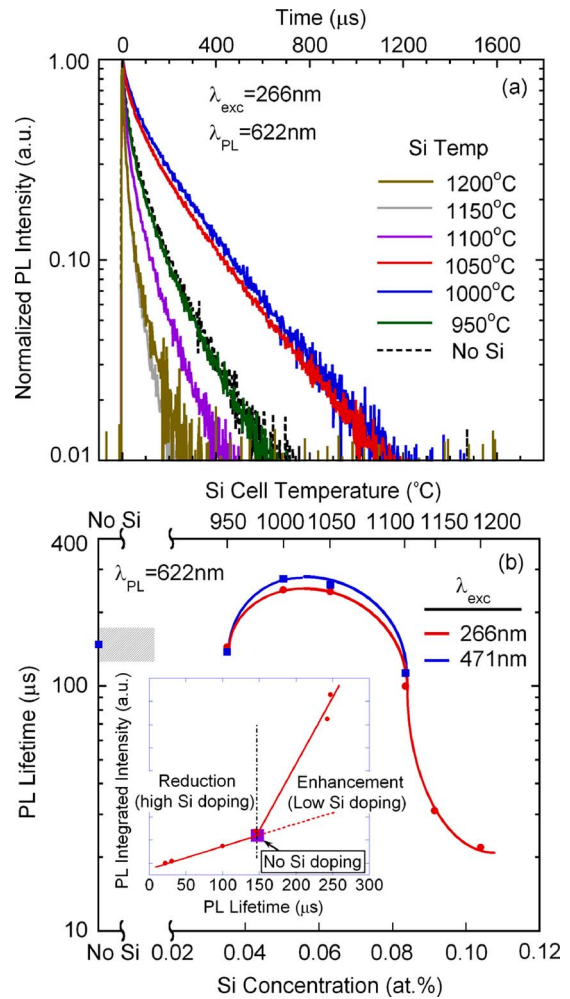 Time (μs)
0 400 800 1200 1600
1.00
0.10
0.01
Normalized PL Intensity (a.u.)
(a)
λexc=266nm
λPL=622nm
Si Temp
1200°C
1150°C
1100°C
1050°C
1000°C
950°C
No Si
Si Cell Temperature (°C)
No Si 950 1000 1050 1100 1150 1200
400
100
10
PL Lifetime (μs)
λPL=622nm
(b)
λexc
266nm
471nm
PL Integrated Intensity (a.u.)
Reduction
(high Si doping)
Enhancement
(Low Si doping)
No Si doping
0 50 100 150 200 250 300
PL Lifetime (μs)
No Si 0.02 0.04 0.06 0.08 0.10 0.12
Si Concentration (at.%)